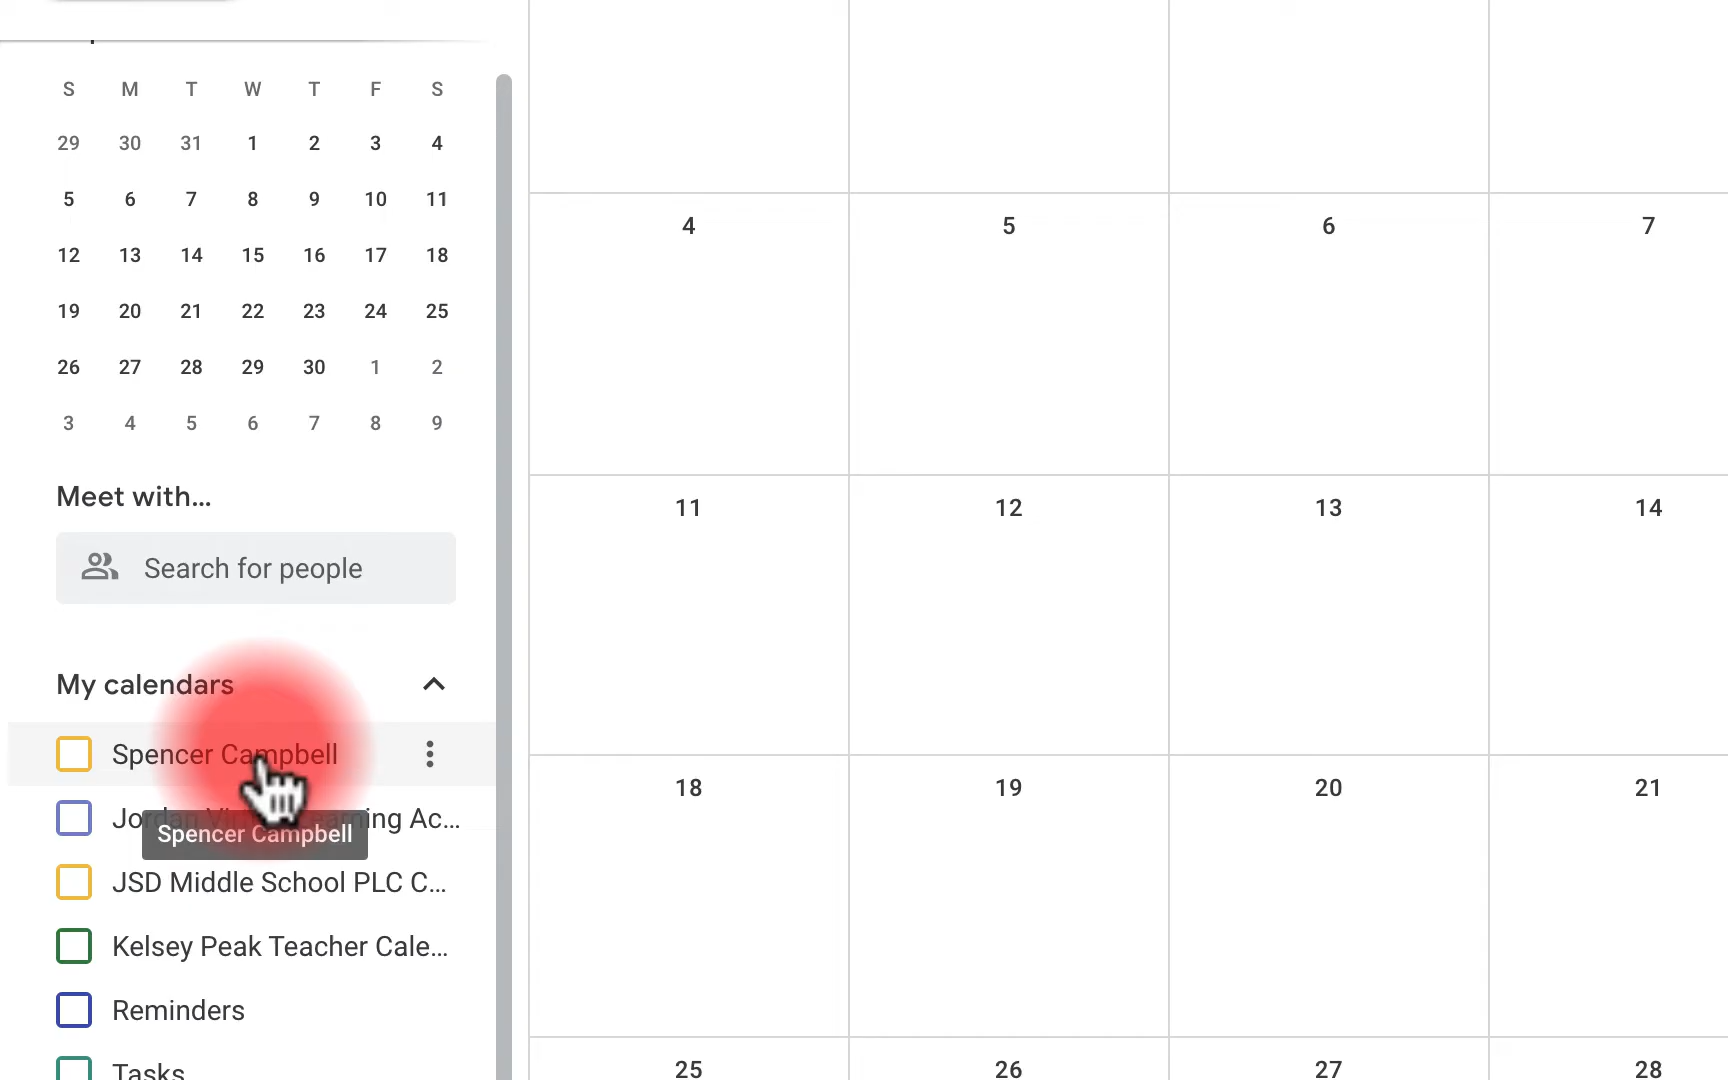 S M T W T F S
29 30 31 1 2 3 4
5 6 7 8 9 10 11
12 13 14 15 16 17 18
19 20 21 22 23 24 25
26 27 28 29 30 1 2
3 4 5 6 7 8 9
Meet with...
Search for people
My calendars
Spencer Campbell
Spencer Campbell
JSD Middle School PLC C...
Kelsey Peak Teacher Cale...
Reminders
Tasks
4 5 6 7
11 12 13 14
18 19 20 21
25 26 27 28